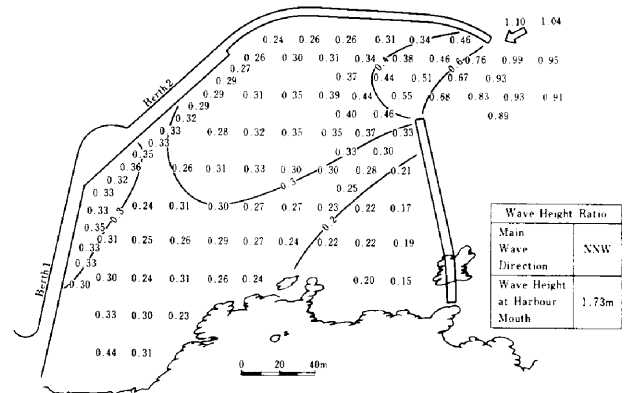 1.10 1.04
0.24 0.26 0.26 0.31 0.34 0.46
0.26 0.30 0.31 0.34 0.38 0.46 0.76 0.99 0.95
0.4 0.6
0.27
0.37 0.44 0.51 0.67 0.93
0.29
0.29 0.31 0.35 0.39 0.44 0.55 0.68 0.83 0.93 0.91
0.29
0.32 0.40 0.46 0.89
Berth2
0.33 0.28 0.32 0.35 0.35 0.37 0.33
0.33
0.35 0.33 0.30
0.36 0.26 0.31 0.33 0.30 0.30 0.28 0.21
0.32 0.3
0.33 0.25
0.33 0.24 0.31 0.30 0.27 0.27 0.23 0.22 0.17
0.3 0.2
0.35
0.31 0.25 0.26 0.29 0.27 0.24 0.22 0.22 0.19
0.33
0.30
Berth1
0.30 0.24 0.31 0.26 0.24 0.20 0.15
0.33 0.30 0.23
0.44 0.31
0 20 40m
Wave Height Ratio
Main
Wave
Direction
NNW
Wave Height
at Harbour
Mouth
1.73m